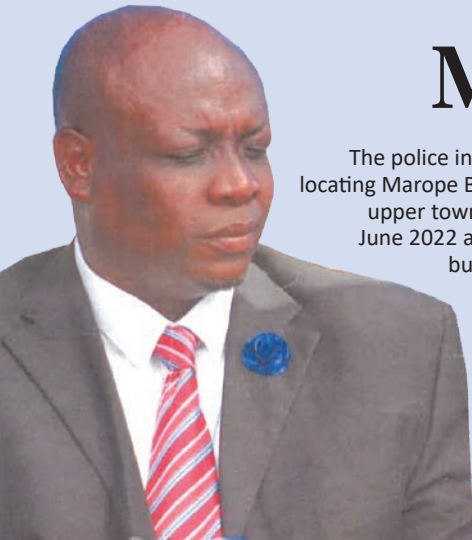 M
The police in
locating Marope B
upper town
June 2022 a
bu